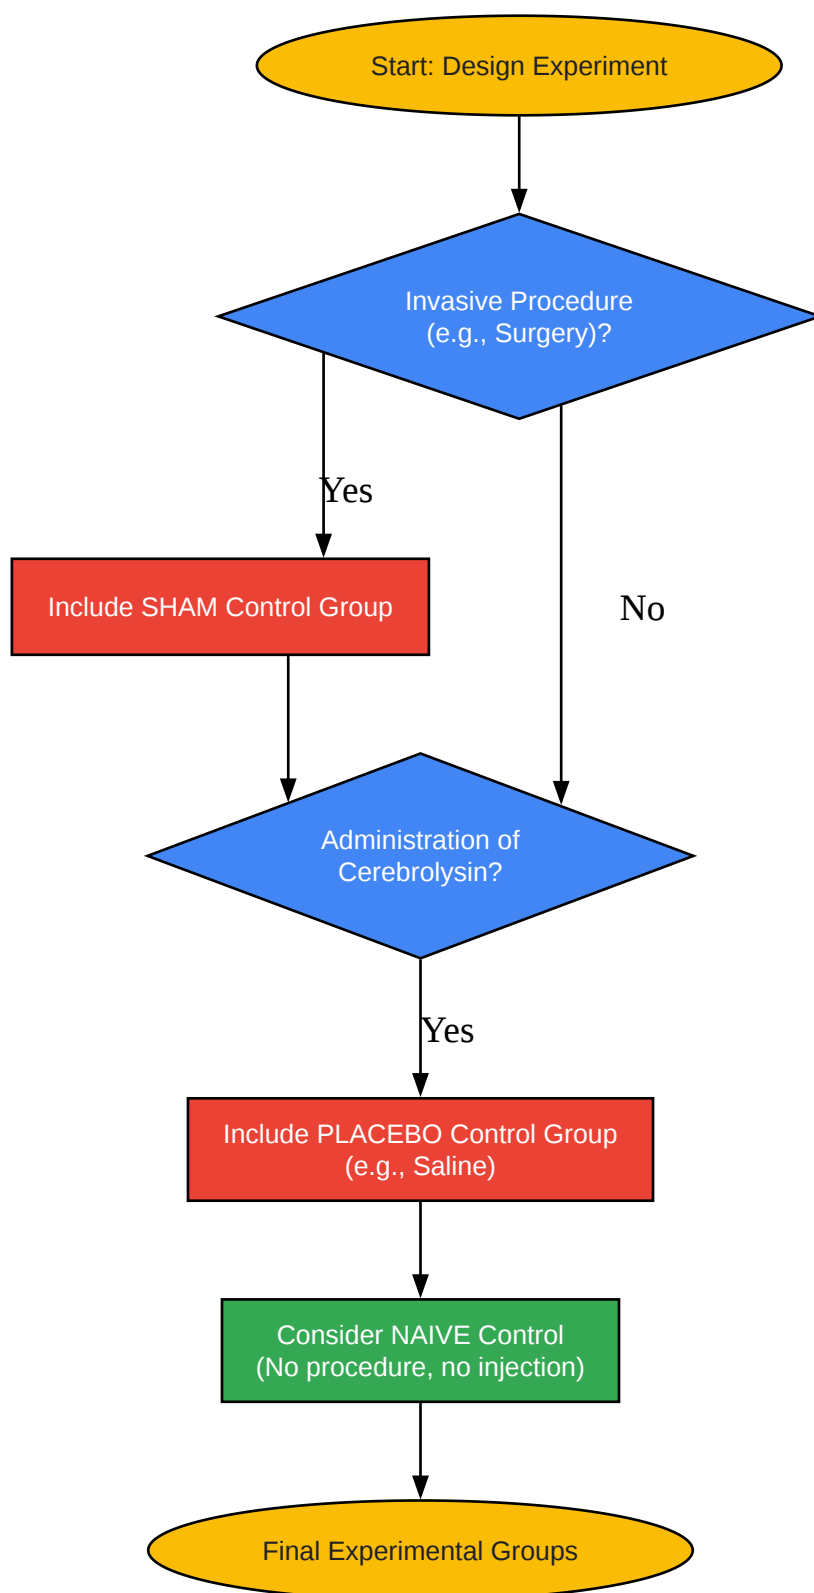 Start: Design Experiment
Invasive Procedure
(e.g., Surgery)?
Yes
Include SHAM Control Group
No
Administration of
Cerebrolysin?
Yes
Include PLACEBO Control Group
(e.g., Saline)
Consider NAIVE Control
(No procedure, no injection)
Final Experimental Groups